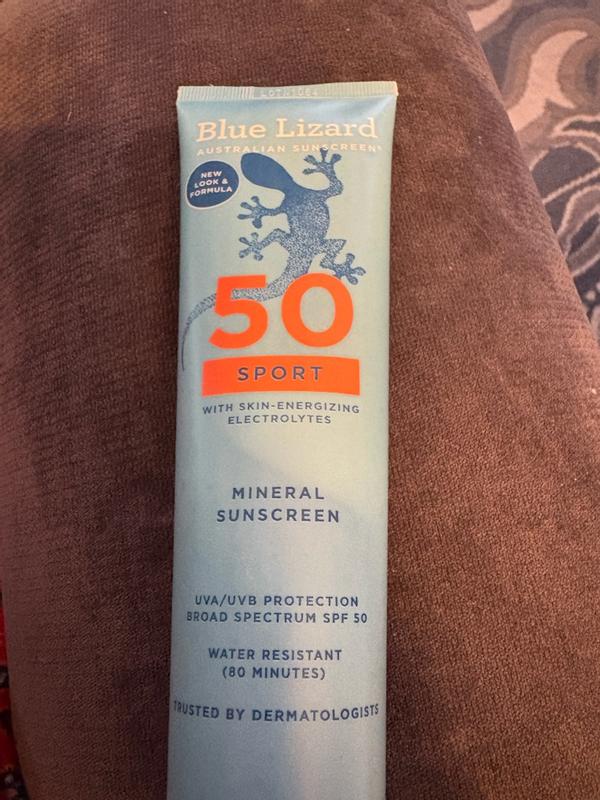 Blue Lizard
AUSTRALIAN SUNSCREEN®
NEW
LOOK &
FORMULA
50
SPORT
WITH SKIN-ENERGIZING
ELECTROLYTES
MINERAL
SUNSCREEN
UVA/UVB PROTECTION
BROAD SPECTRUM SPF 50
WATER RESISTANT
(80 MINUTES)
TRUSTED BY DERMATOLOGISTS